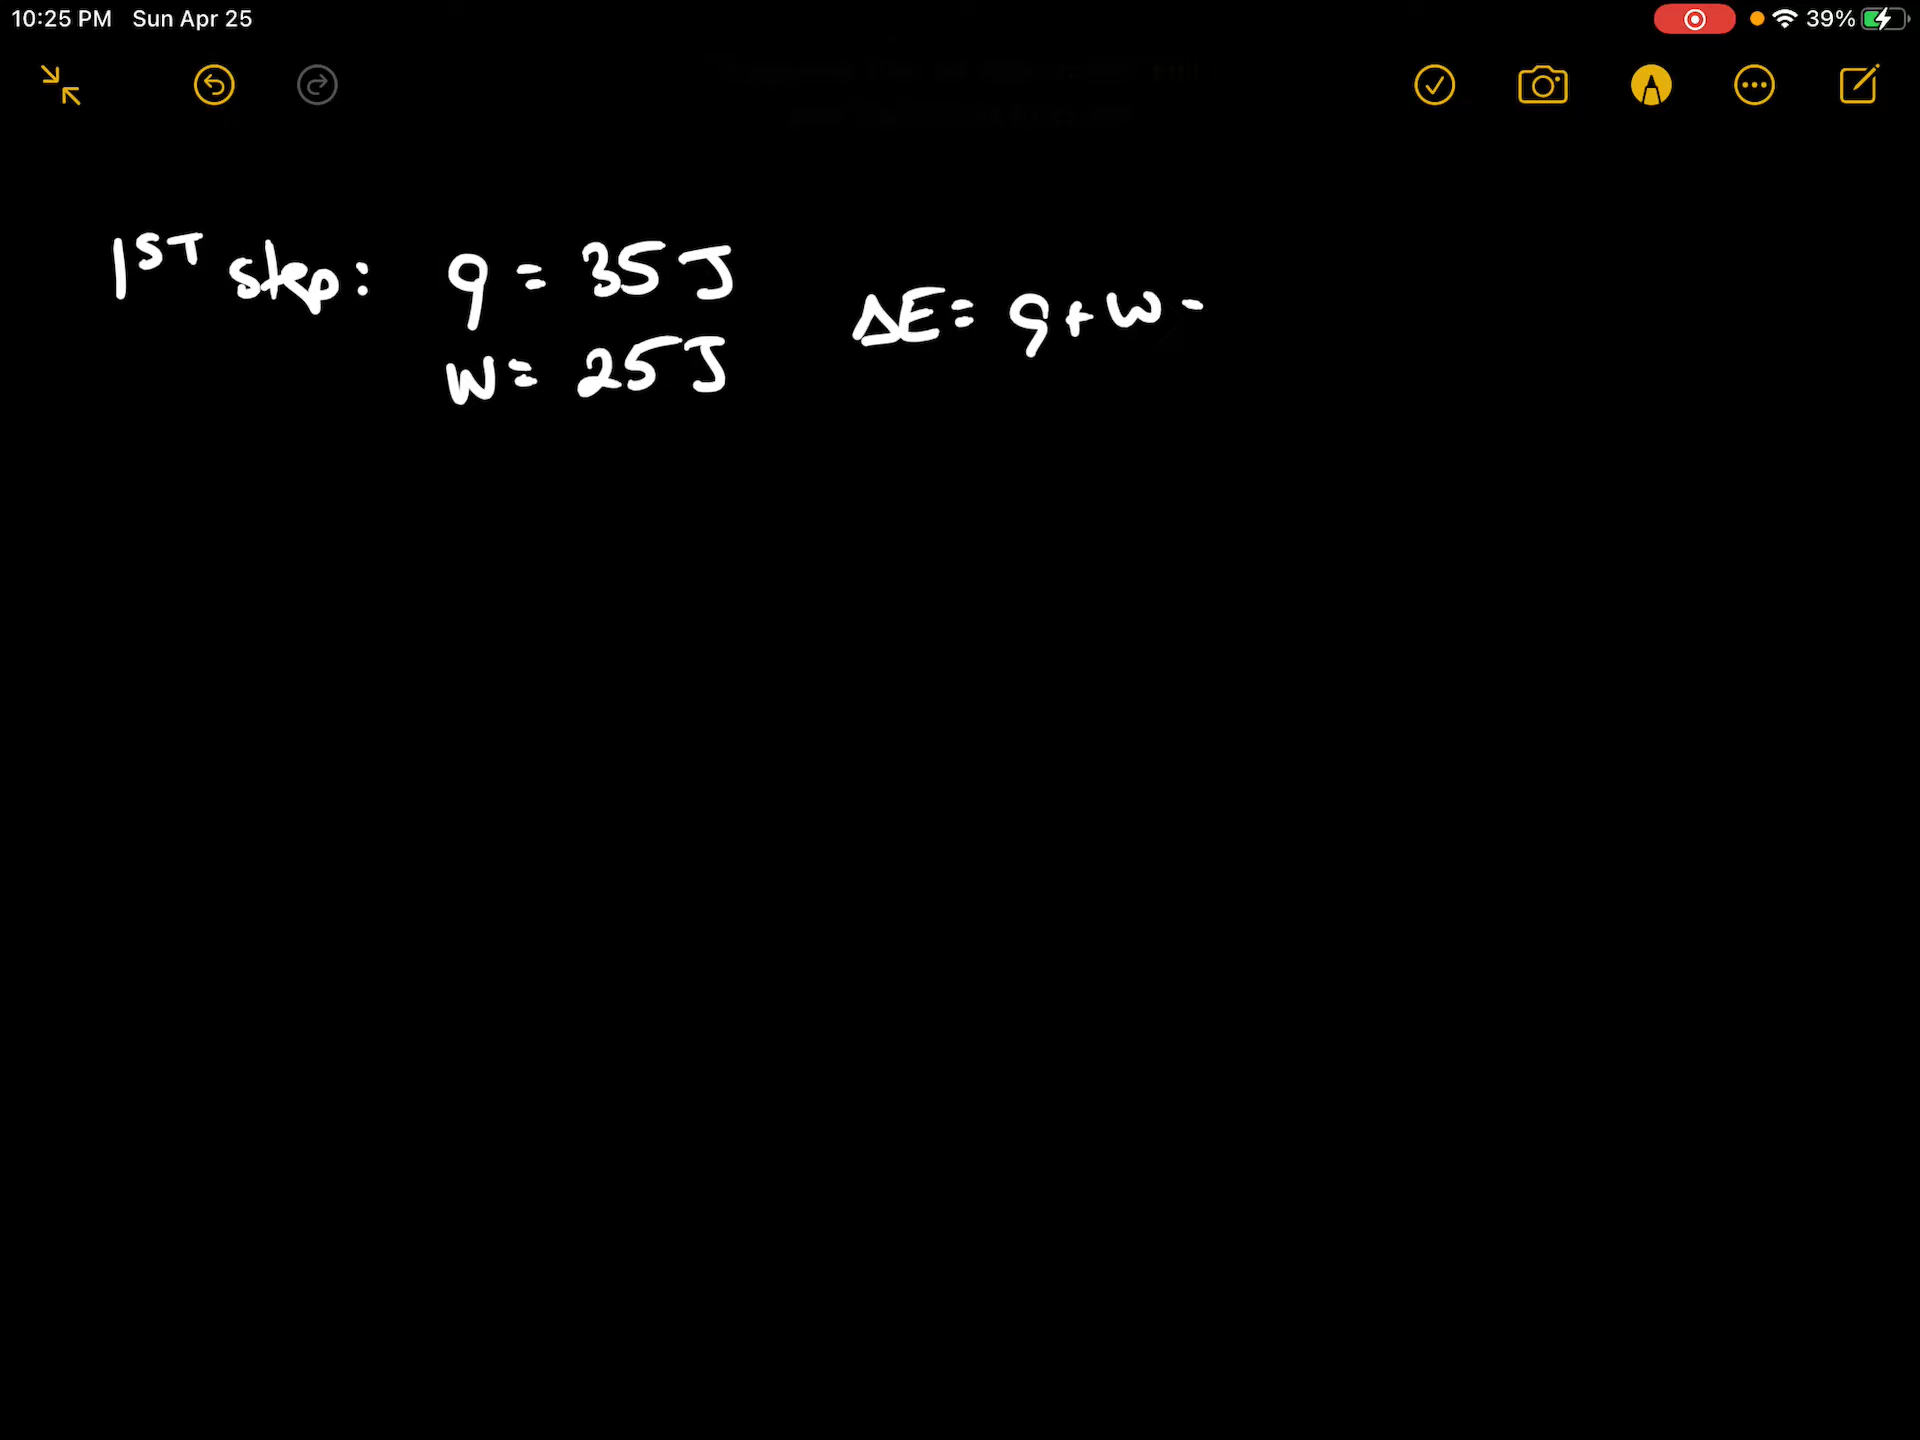 10:25 PM Sun Apr 25
39%
1ST step: q = 35 J
ΔE = q + w -
w = 25 J